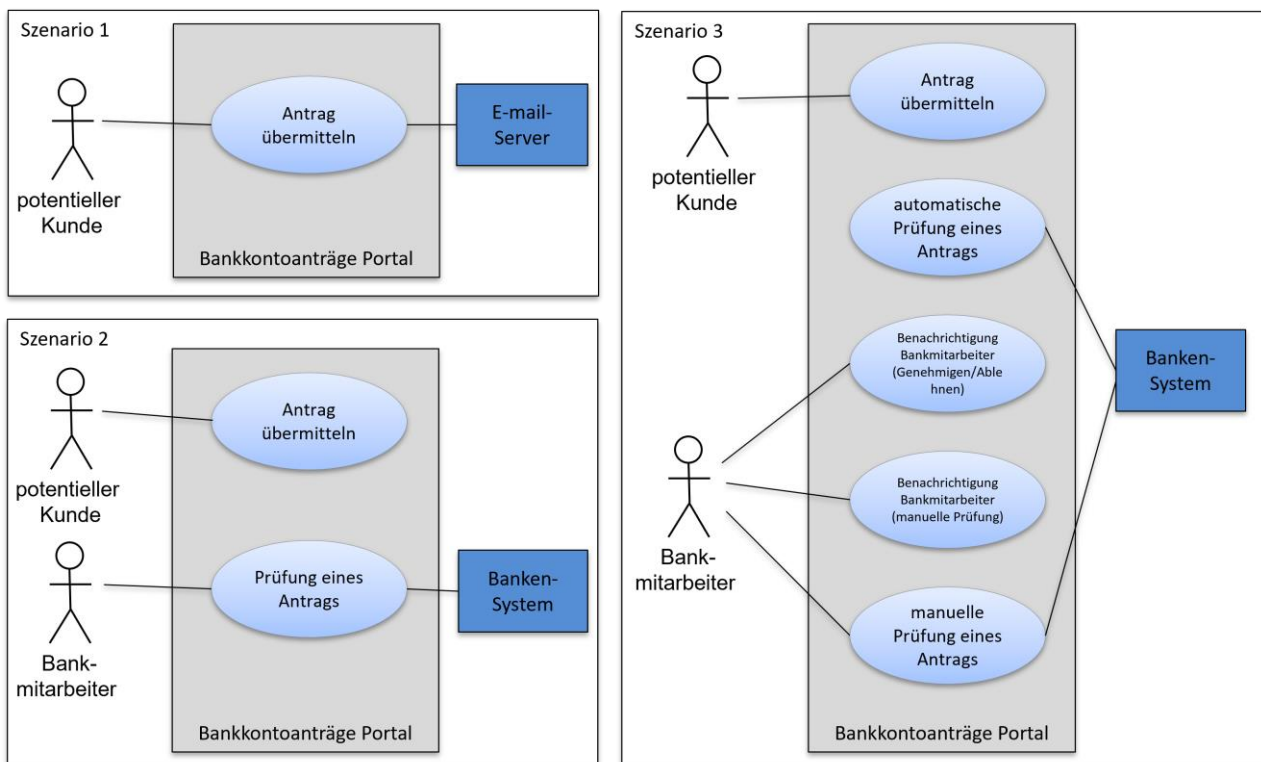 Szenario 1
Antrag
übermitteln
E-mail-
Server
potentieller
Kunde
Bankkontoanträge Portal
Szenario 2
Antrag
übermitteln
potentieller
Kunde
Prüfung eines
Antrags
Banken-
System
Bank-
mitarbeiter
Bankkontoanträge Portal
Szenario 3
Antrag
übermitteln
potentieller
Kunde
automatische
Prüfung eines
Antrags
Benachrichtigung
Bankmitarbeiter
(Genehmigen/Able
hnen)
Banken-
System
Benachrichtigung
Bankmitarbeiter
(manuelle Prüfung)
Bank-
mitarbeiter
manuelle
Prüfung eines
Antrags
Bankkontoanträge Portal